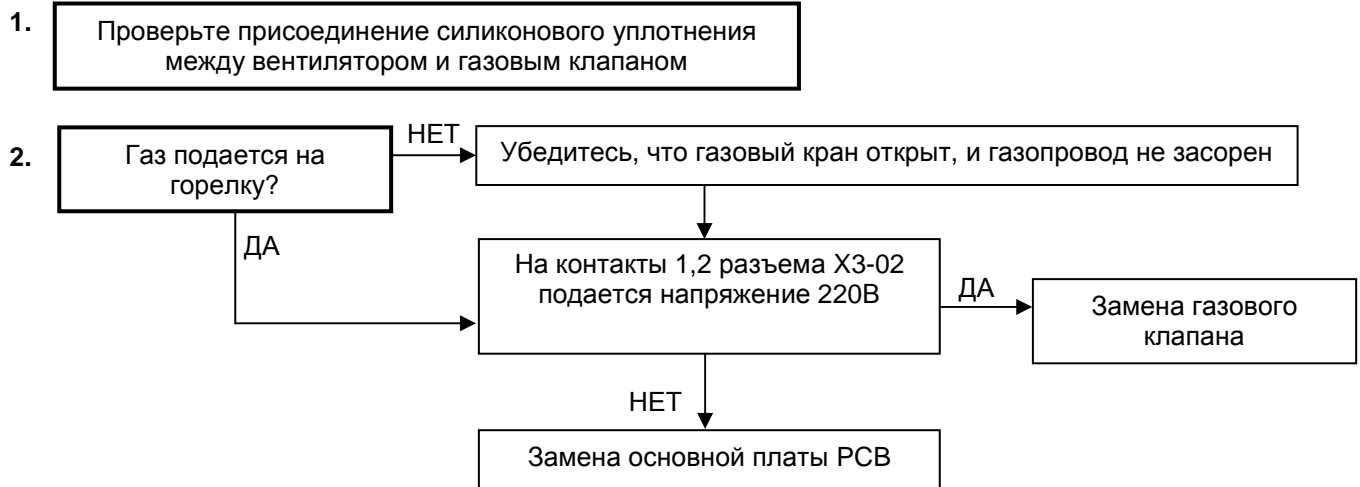 1.
Проверьте присоединение силиконового уплотнения
между вентилятором и газовым клапаном
2.
Газ подается на
горелку?
НЕТ
Убедитесь, что газовый кран открыт, и газопровод не засорен
ДА
На контакты 1,2 разъема X3-02
подается напряжение 220В
ДА
Замена газового
клапана
НЕТ
Замена основной платы PCB